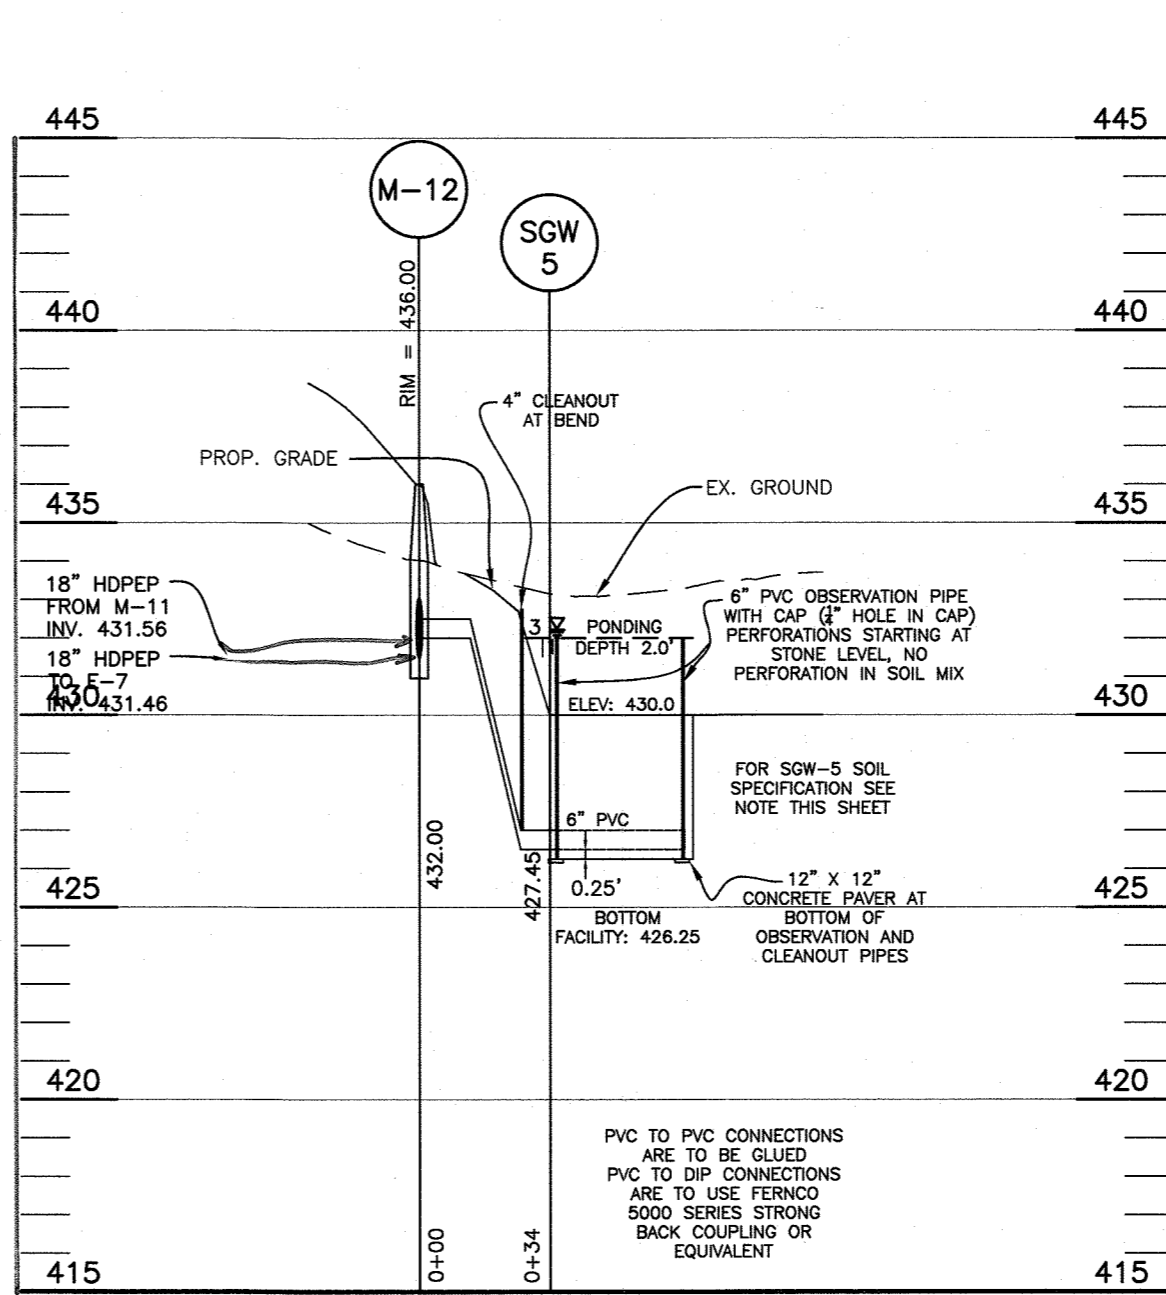 445
445
M-12
SGW
5
RIM = 436.00
440
440
4" CLEANOUT
AT BEND
PROP. GRADE
EX. GROUND
435
435
18" HDPEP
FROM M-11
INV. 431.56
18" HDPEP
TO E-7
INV. 431.46
3
1
PONDING
DEPTH 2.0'
6" PVC OBSERVATION PIPE
WITH CAP (¼" HOLE IN CAP)
PERFORATIONS STARTING AT
STONE LEVEL, NO
PERFORATION IN SOIL MIX
430
ELEV: 430.0
430
FOR SGW-5 SOIL
SPECIFICATION SEE
NOTE THIS SHEET
6" PVC
432.00
427.45
0.25'
12" X 12"
CONCRETE PAVER AT
BOTTOM OF
OBSERVATION AND
CLEANOUT PIPES
425
425
BOTTOM
FACILITY: 426.25
420
420
PVC TO PVC CONNECTIONS
ARE TO BE GLUED
PVC TO DIP CONNECTIONS
ARE TO USE FERNCO
5000 SERIES STRONG
BACK COUPLING OR
EQUIVALENT
0+00
0+34
415
415